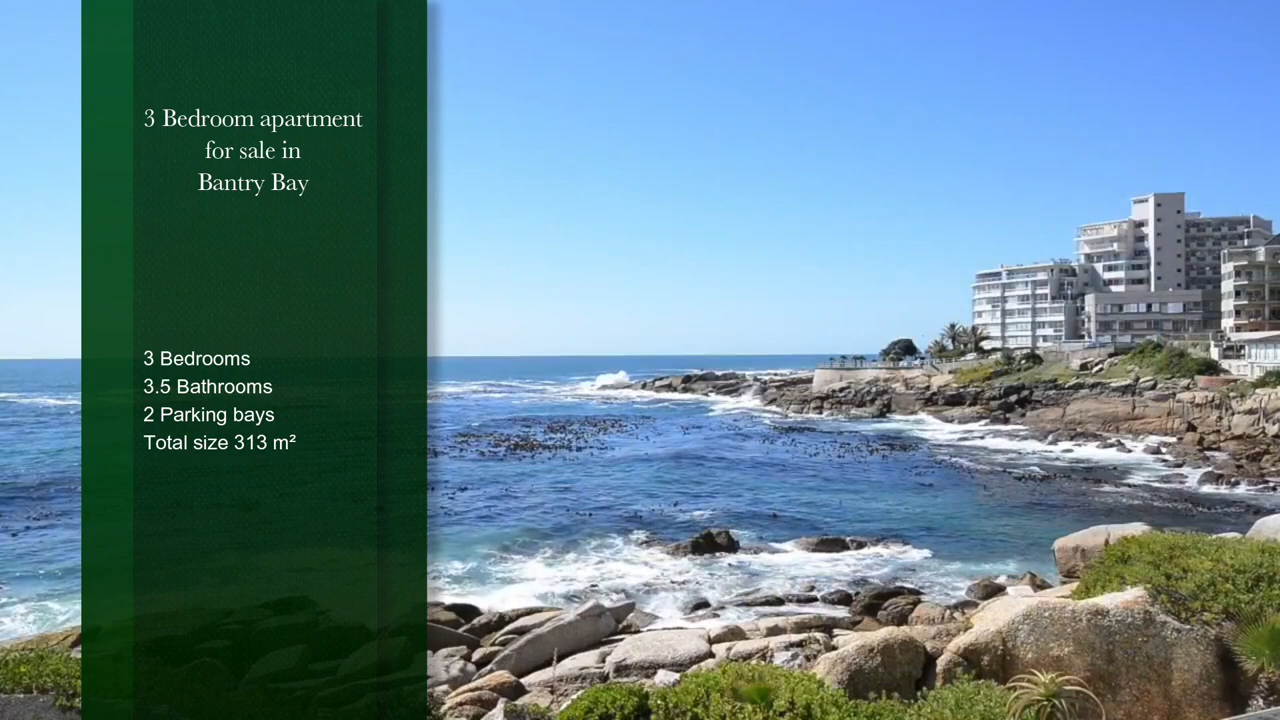 3 Bedroom apartment
for sale in
Bantry Bay
3 Bedrooms
3.5 Bathrooms
2 Parking bays
Total size 313 m²